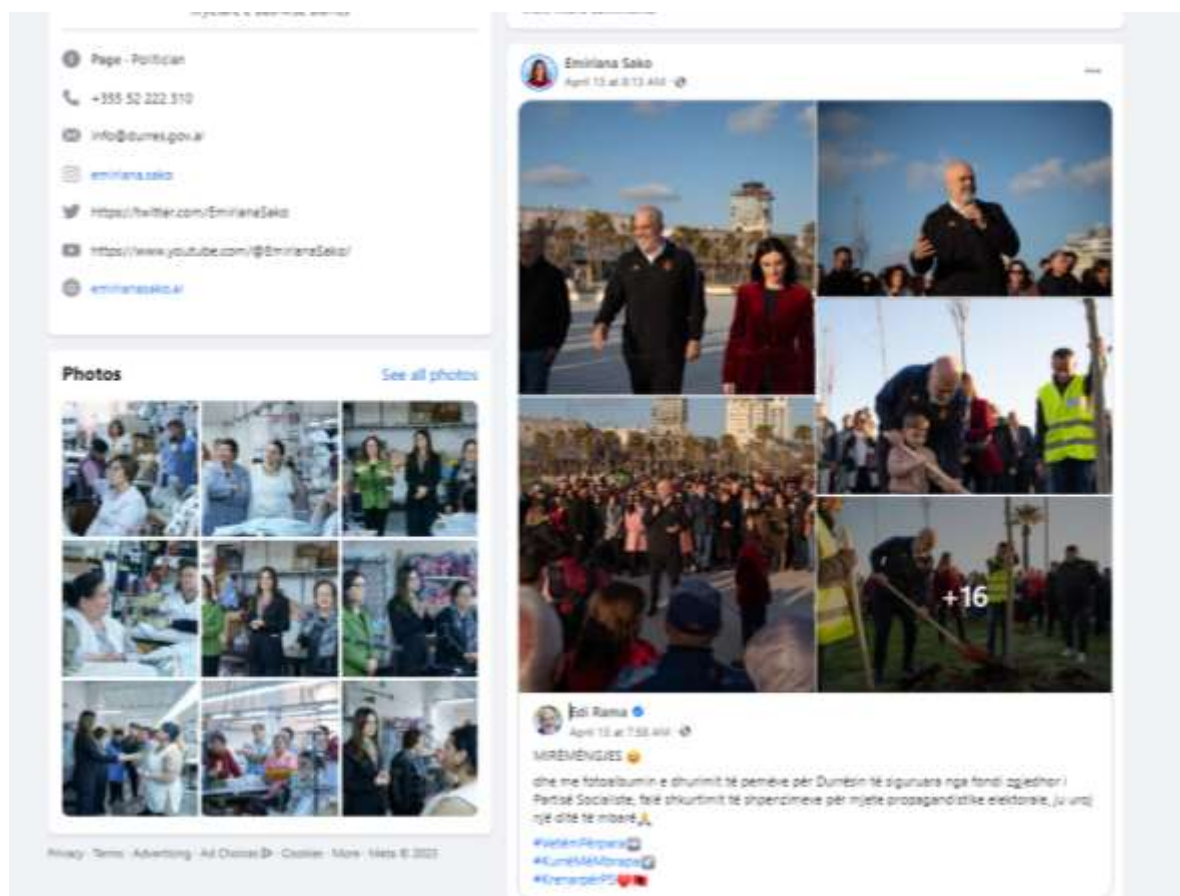 Page · Politician
+355 52 222 310
info@durres.gov.al
emiriana.sako
https://twitter.com/EmirianaSako
https://www.youtube.com/@EmirianaSako/
emirianasako.al
Photos
See all photos
Privacy · Terms · Advertising · Ad Choices · Cookies · More · Meta © 2023
Emiriana Sako
April 13 at 8:13 AM ·
+16
Edi Rama
April 13 at 7:58 AM ·
MIRËMËNGJES 😊
dhe me fotoalbumin e dhurimit të pemëve për Durrësin të siguruara nga fondi zgjedhor i
Partisë Socialiste, falë shkurtimit të shpenzimeve për mjete propagandistike elektorale, ju uroj
një ditë të mbarë🙏
#VetëmPërpara
#KurrëMëMbrapa
#KrenarpërPS